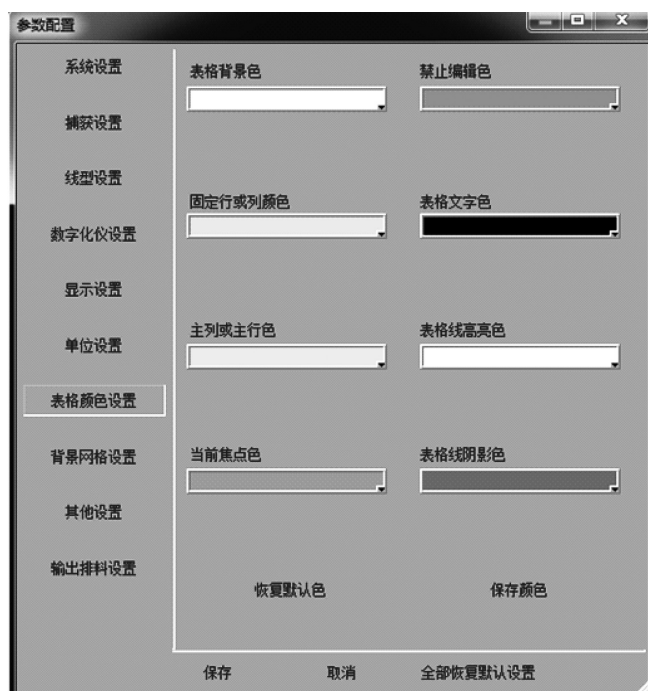 参数配置
系统设置
捕获设置
线型设置
数字化仪设置
显示设置
单位设置
表格颜色设置
背景网格设置
其他设置
输出排料设置
表格背景色
禁止编辑色
固定行或列颜色
表格文字色
主列或主行色
表格线高亮色
当前焦点色
表格线阴影色
恢复默认色
保存颜色
保存
取消
全部恢复默认设置